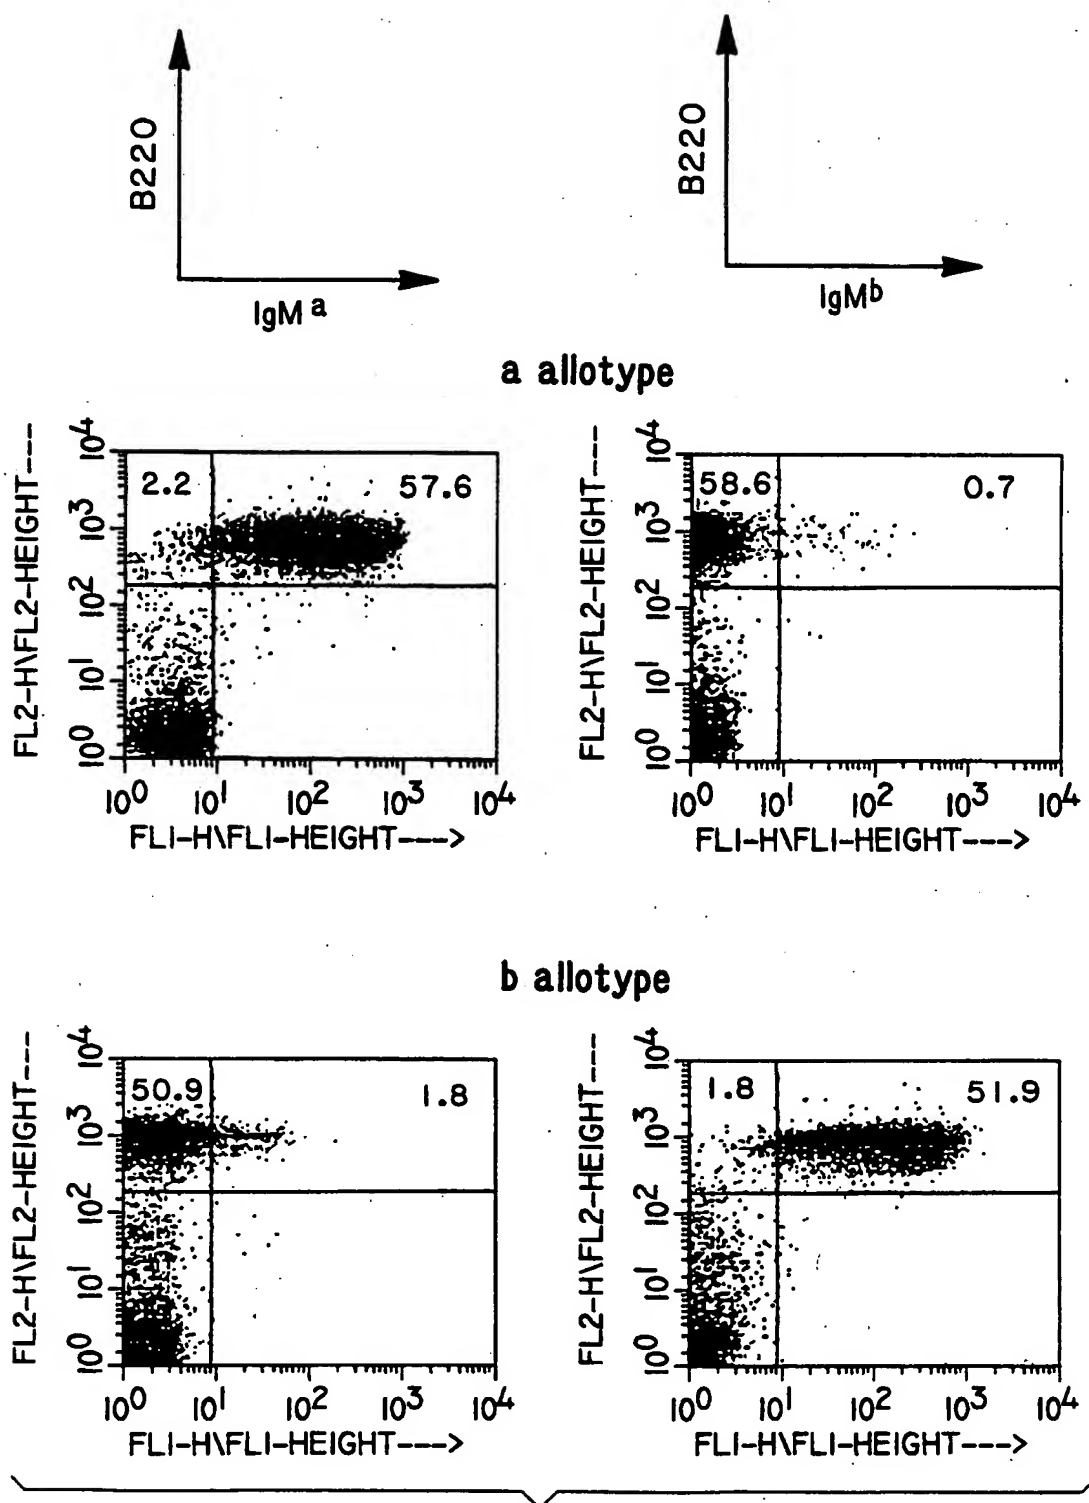 B220
IgM a
B220
IgM b
a allotype
FL2-H\FL2-HEIGHT---
10⁴
10³
10²
10¹
10⁰
2.2
57.6
10⁰ 10¹ 10² 10³ 10⁴
FL1-H\FL1-HEIGHT--->
FL2-H\FL2-HEIGHT---
10⁴
10³
10²
10¹
10⁰
58.6
0.7
10⁰ 10¹ 10² 10³ 10⁴
FL1-H\FL1-HEIGHT--->
b allotype
FL2-H\FL2-HEIGHT---
10⁴
10³
10²
10¹
10⁰
50.9
1.8
10⁰ 10¹ 10² 10³ 10⁴
FL1-H\FL1-HEIGHT--->
FL2-H\FL2-HEIGHT---
10⁴
10³
10²
10¹
10⁰
1.8
51.9
10⁰ 10¹ 10² 10³ 10⁴
FL1-H\FL1-HEIGHT--->